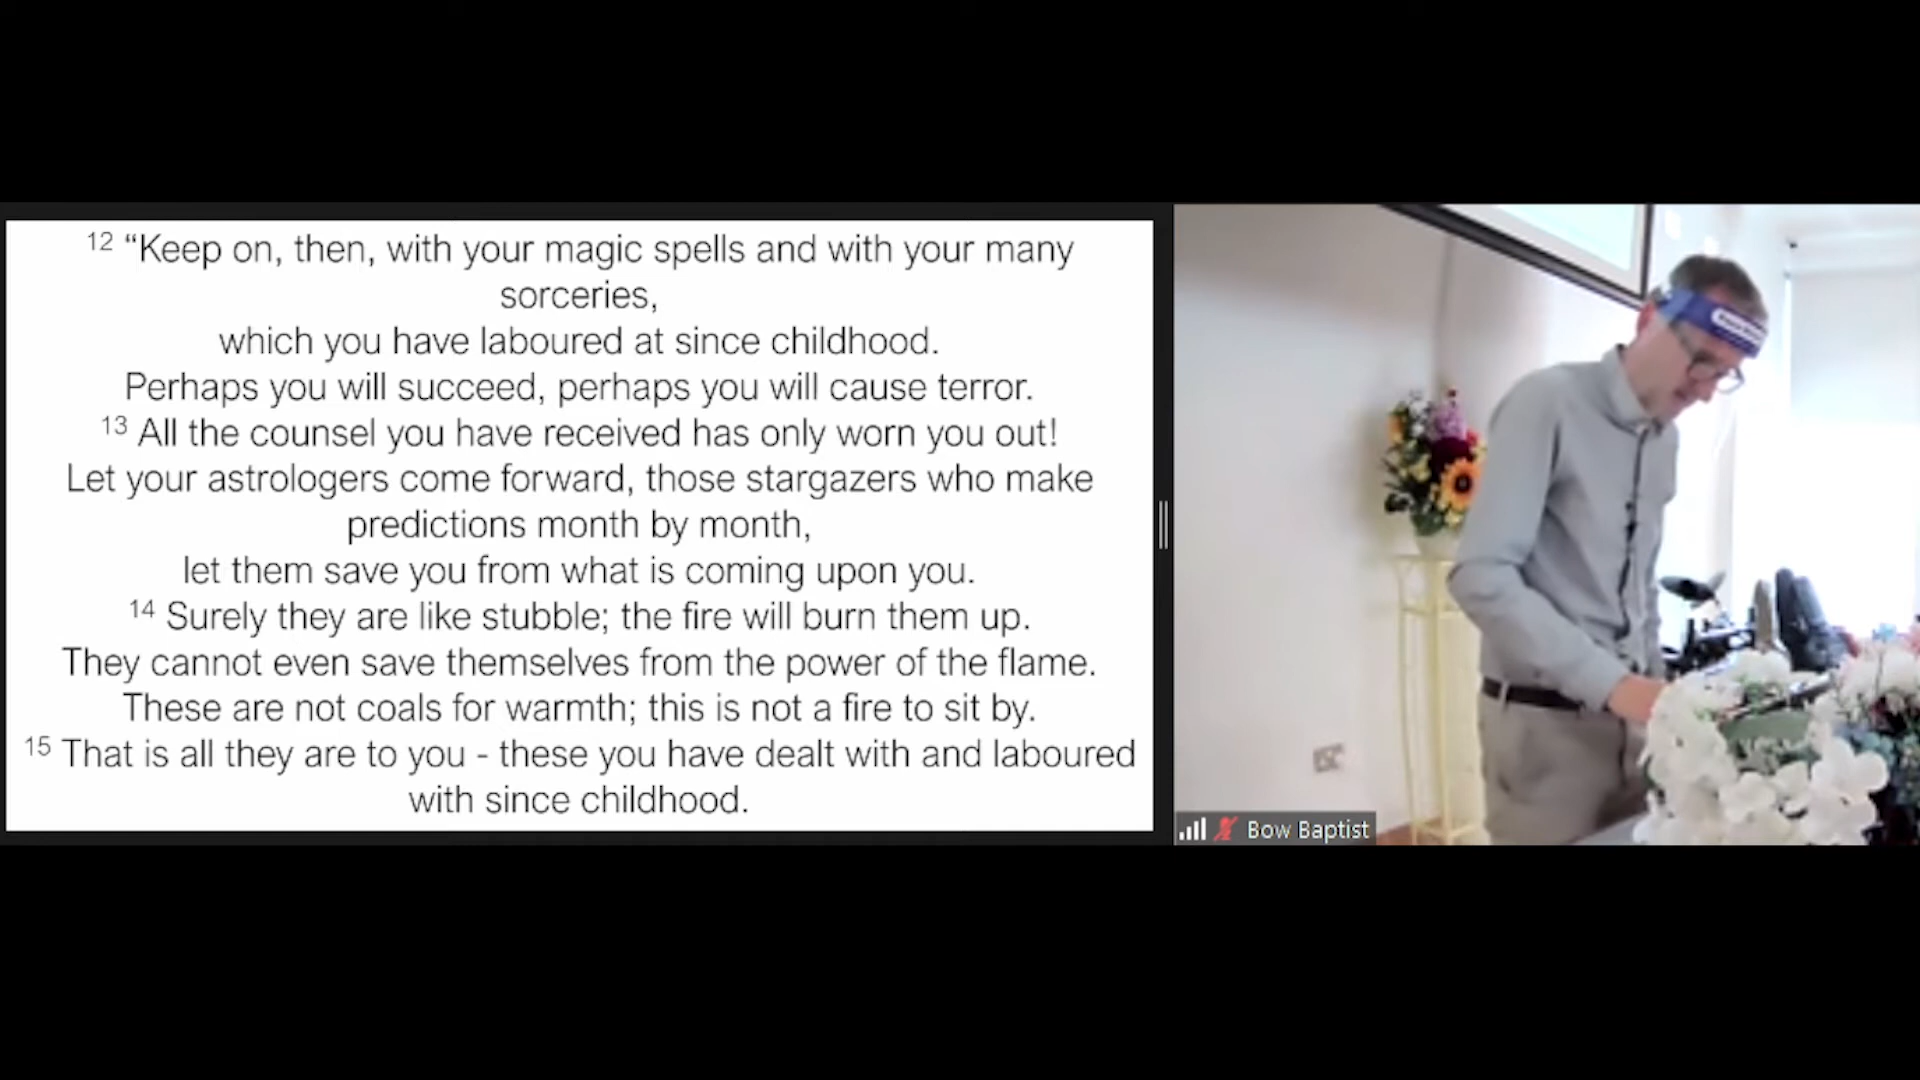 12 “Keep on, then, with your magic spells and with your many
sorceries,
which you have laboured at since childhood.
Perhaps you will succeed, perhaps you will cause terror.
13 All the counsel you have received has only worn you out!
Let your astrologers come forward, those stargazers who make
predictions month by month,
let them save you from what is coming upon you.
14 Surely they are like stubble; the fire will burn them up.
They cannot even save themselves from the power of the flame.
These are not coals for warmth; this is not a fire to sit by.
15 That is all they are to you - these you have dealt with and laboured
with since childhood.
Bow Baptist